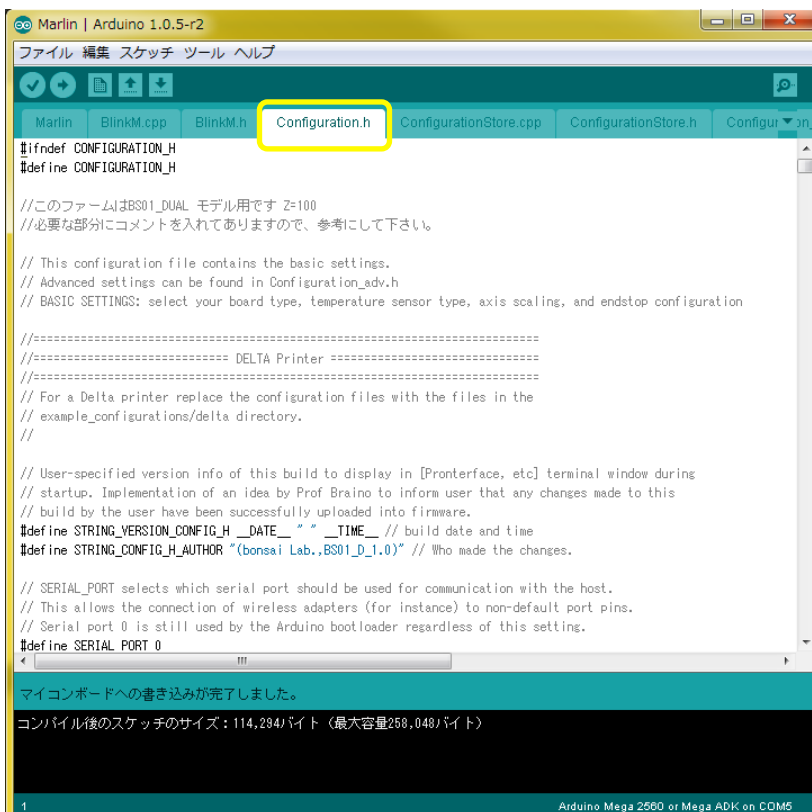 Marlin | Arduino 1.0.5-r2
ファイル 編集 スケッチ ツール ヘルプ
Marlin BlinkM.cpp BlinkM.h Configuration.h ConfigurationStore.cpp ConfigurationStore.h Configur
#ifndef CONFIGURATION_H
#define CONFIGURATION_H
//このファームはBS01_DUAL モデル用です Z=100
//必要な部分にコメントを入れてありますので、参考にして下さい。
// This configuration file contains the basic settings.
// Advanced settings can be found in Configuration_adv.h
// BASIC SETTINGS: select your board type, temperature sensor type, axis scaling, and endstop configuration
//===========================================================================
//============================= DELTA Printer ===============================
//===========================================================================
// For a Delta printer replace the configuration files with the files in the
// example_configurations/delta directory.
//
// User-specified version info of this build to display in [Pronterface, etc] terminal window during
// startup. Implementation of an idea by Prof Braino to inform user that any changes made to this
// build by the user have been successfully uploaded into firmware.
#define STRING_VERSION_CONFIG_H __DATE__ " " __TIME__ // build date and time
#define STRING_CONFIG_H_AUTHOR "(bonsai Lab.,BS01_D_1.0)" // Who made the changes.
// SERIAL_PORT selects which serial port should be used for communication with the host.
// This allows the connection of wireless adapters (for instance) to non-default port pins.
// Serial port 0 is still used by the Arduino bootloader regardless of this setting.
#define SERIAL_PORT 0
マイコンボードへの書き込みが完了しました。
コンパイル後のスケッチのサイズ：114,294バイト（最大容量258,048バイト）
1 Arduino Mega 2560 or Mega ADK on COM5